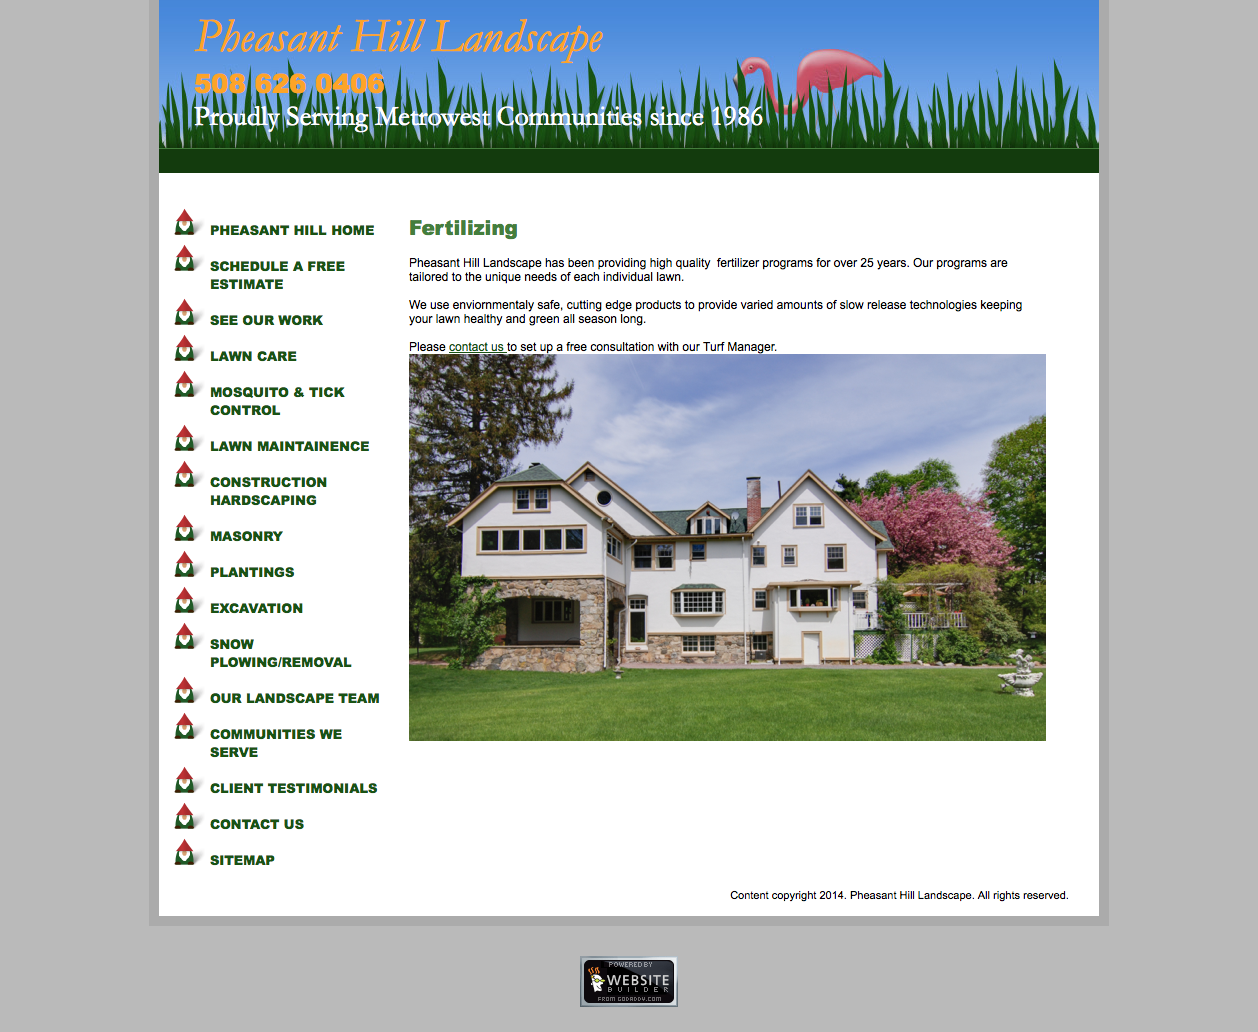 Pheasant Hill Landscape
508 626 0406
Proudly Serving Metrowest Communities since 1986
PHEASANT HILL HOME
SCHEDULE A FREE
ESTIMATE
SEE OUR WORK
LAWN CARE
MOSQUITO & TICK
CONTROL
LAWN MAINTAINENCE
CONSTRUCTION
HARDSCAPING
MASONRY
PLANTINGS
EXCAVATION
SNOW
PLOWING/REMOVAL
OUR LANDSCAPE TEAM
COMMUNITIES WE
SERVE
CLIENT TESTIMONIALS
CONTACT US
SITEMAP
Fertilizing
Pheasant Hill Landscape has been providing high quality  fertilizer programs for over 25 years. Our programs are
tailored to the unique needs of each individual lawn.
We use enviornmentaly safe, cutting edge products to provide varied amounts of slow release technologies keeping
your lawn healthy and green all season long.
Please contact us to set up a free consultation with our Turf Manager.
Content copyright 2014. Pheasant Hill Landscape. All rights reserved.
POWERED BY
WEBSITE
BUILDER
FROM GODADDY.COM